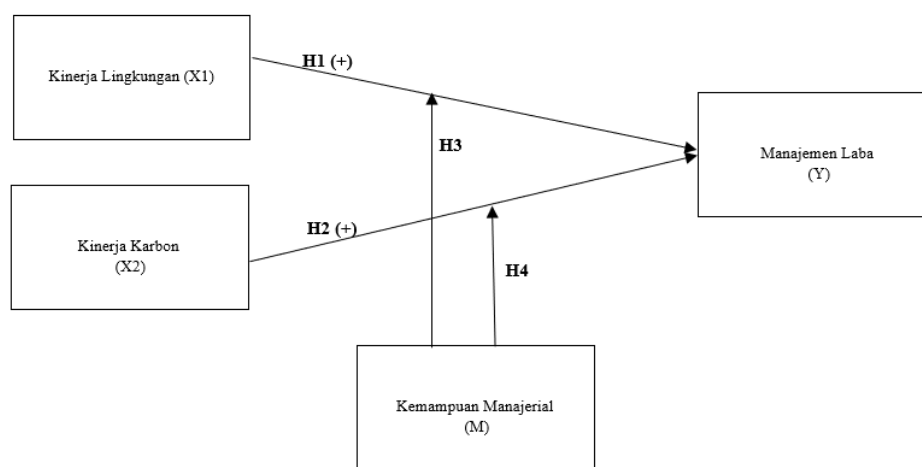 Kinerja Lingkungan (X1)
H1 (+)
H3
Manajemen Laba
(Y)
Kinerja Karbon
(X2)
H2 (+)
H4
Kemampuan Manajerial
(M)